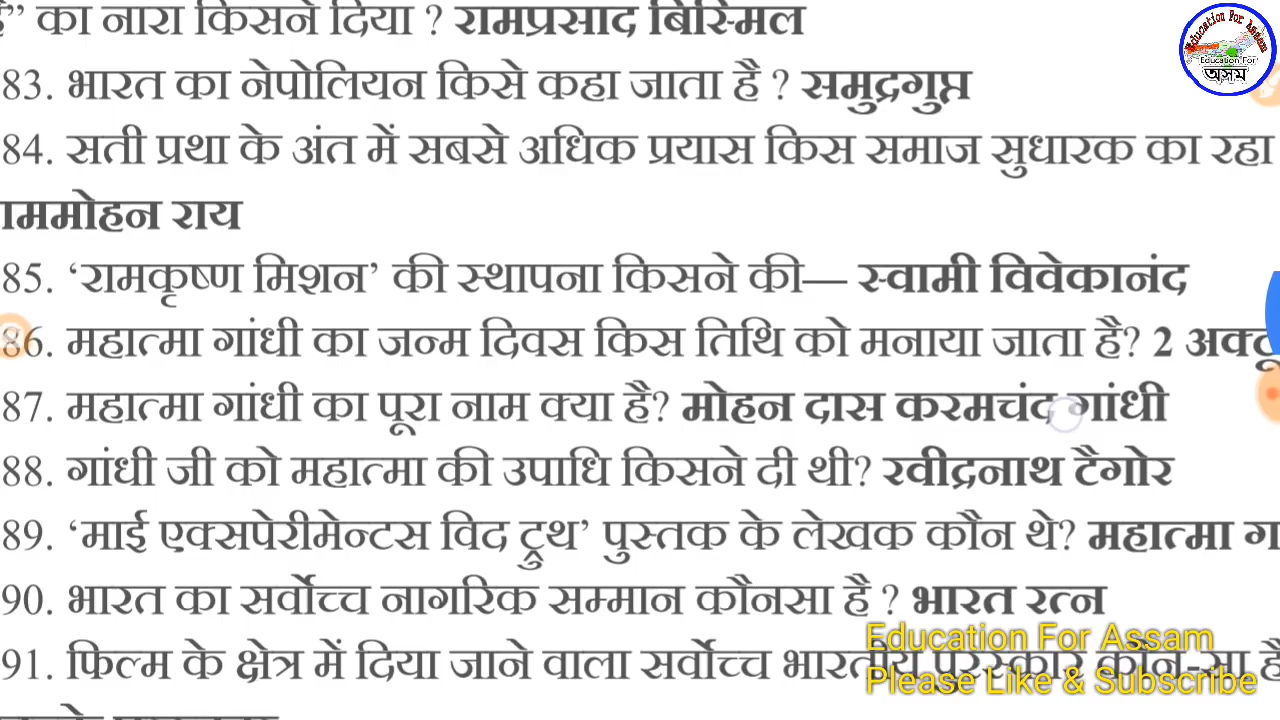 का नारा किसने दिया ? रामप्रसाद बिस्मिल
83. भारत का नेपोलियन किसे कहा जाता है ? समुद्रगुप्त
84. सती प्रथा के अंत में सबसे अधिक प्रयास किस समाज सुधारक का रहा
ाममोहन राय
85. ‘रामकृष्ण मिशन’ की स्थापना किसने की— स्वामी विवेकानंद
86. महात्मा गांधी का जन्म दिवस किस तिथि को मनाया जाता है? 2 अक्टू
87. महात्मा गांधी का पूरा नाम क्या है? मोहन दास करमचंद गांधी
88. गांधी जी को महात्मा की उपाधि किसने दी थी? रवीद्रनाथ टैगोर
89. ‘माई एक्सपेरीमेन्टस विद ट्रुथ’ पुस्तक के लेखक कौन थे? महात्मा ग
90. भारत का सर्वोच्च नागरिक सम्मान कौनसा है ? भारत रत्न
91. फिल्म के क्षेत्र में दिया जाने वाला सर्वोच्च भारतीय पुरस्कार कौन-सा है
Education For Assam
Education For
অসম
Education For Assam
Please Like & Subscribe